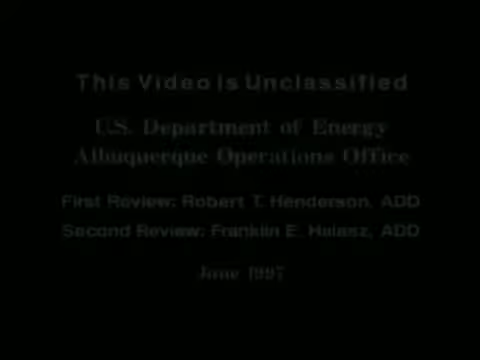 This Video is Unclassified
U.S. Department of Energy
Albuquerque Operations Office
First Review: Robert T. Henderson, ADD
Second Review: Franklin E. Halasz, ADD
June 1997